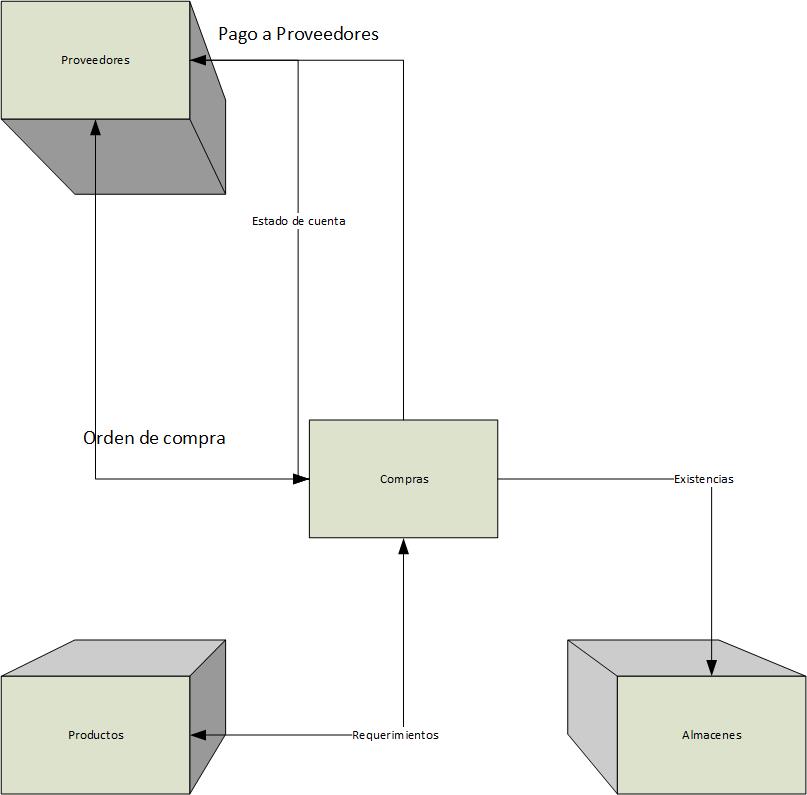 Pago a Proveedores
Proveedores
Estado de cuenta
Orden de compra
Compras
Existencias
Productos
Requerimientos
Almacenes